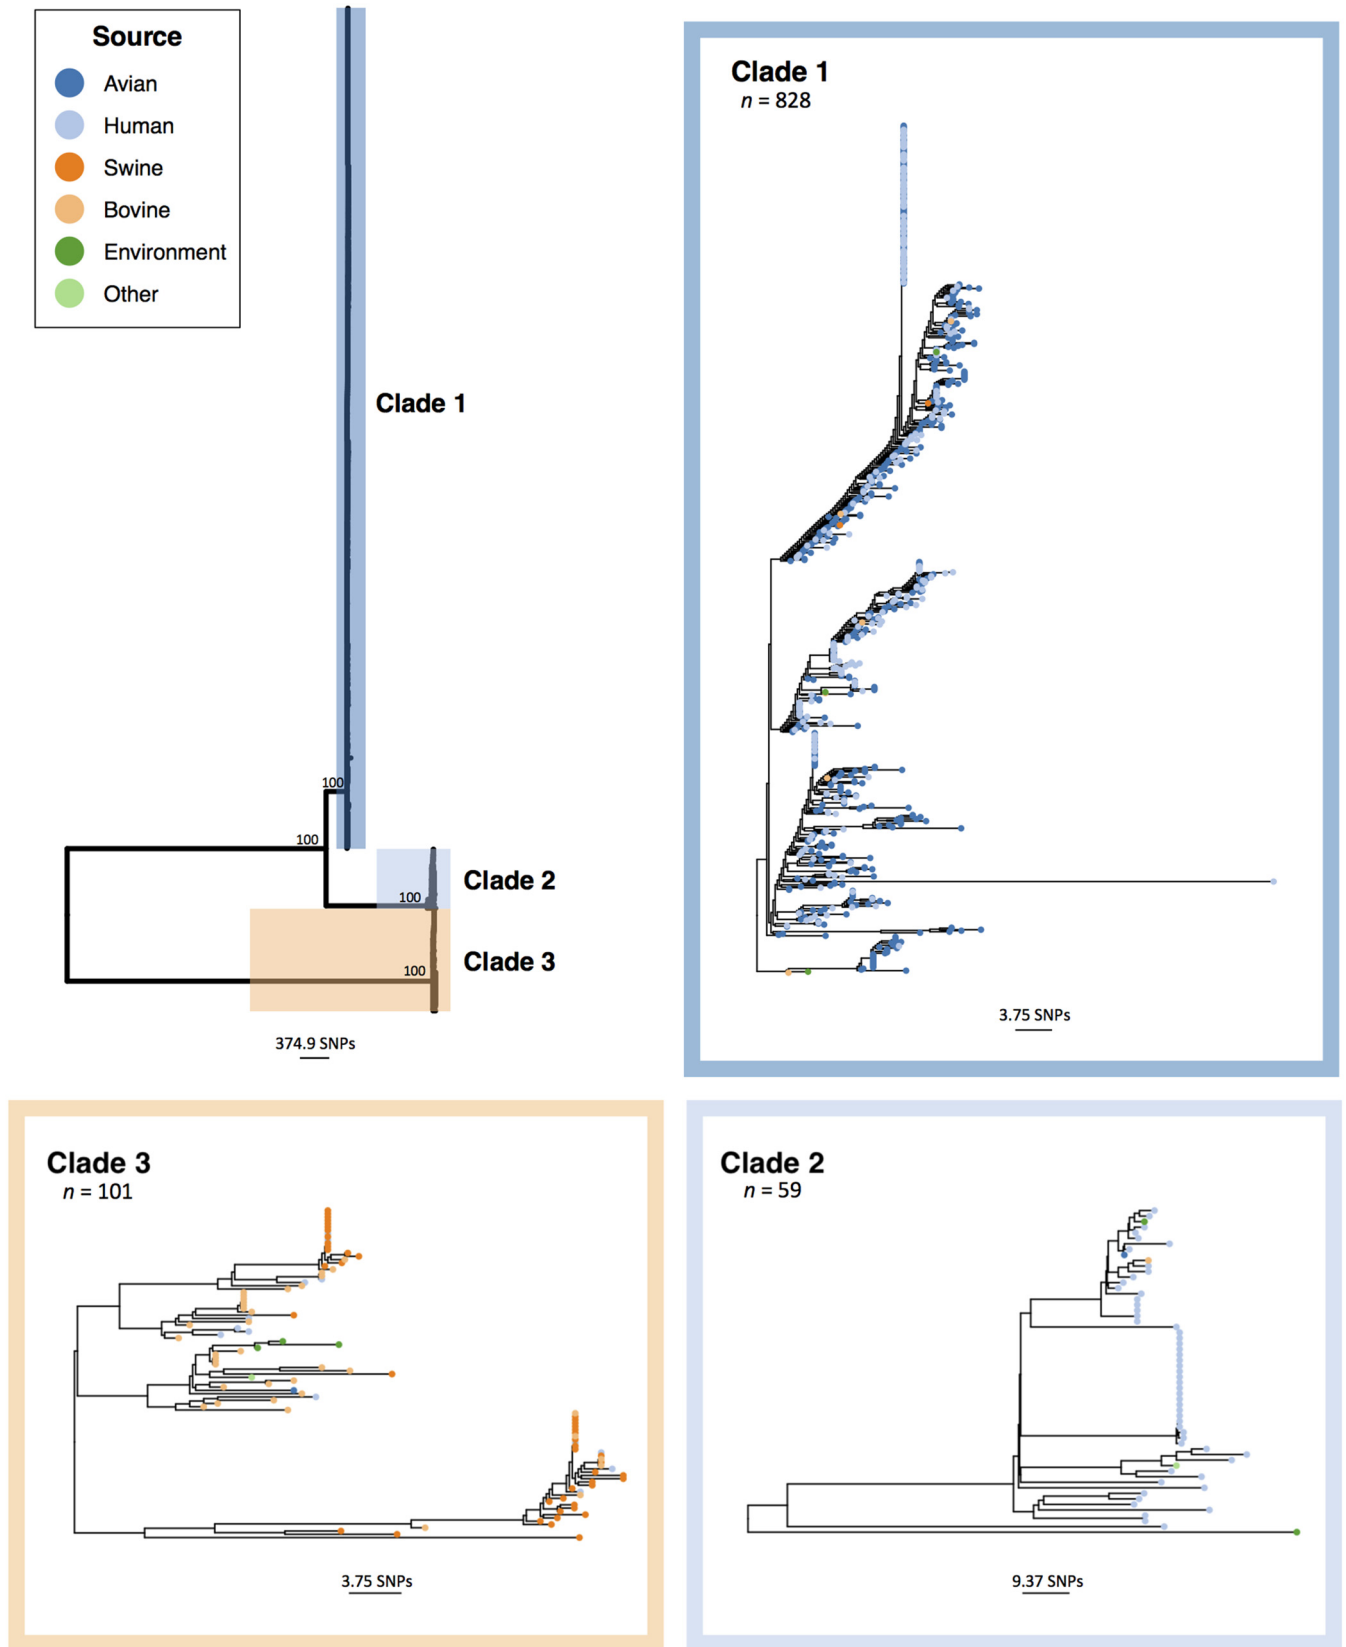 Source
Avian
Human
Swine
Bovine
Environment
Other
Clade 1
100
100
100
Clade 2
100
Clade 3
374.9 SNPs
Clade 1
n = 828
3.75 SNPs
Clade 3
n = 101
3.75 SNPs
Clade 2
n = 59
9.37 SNPs